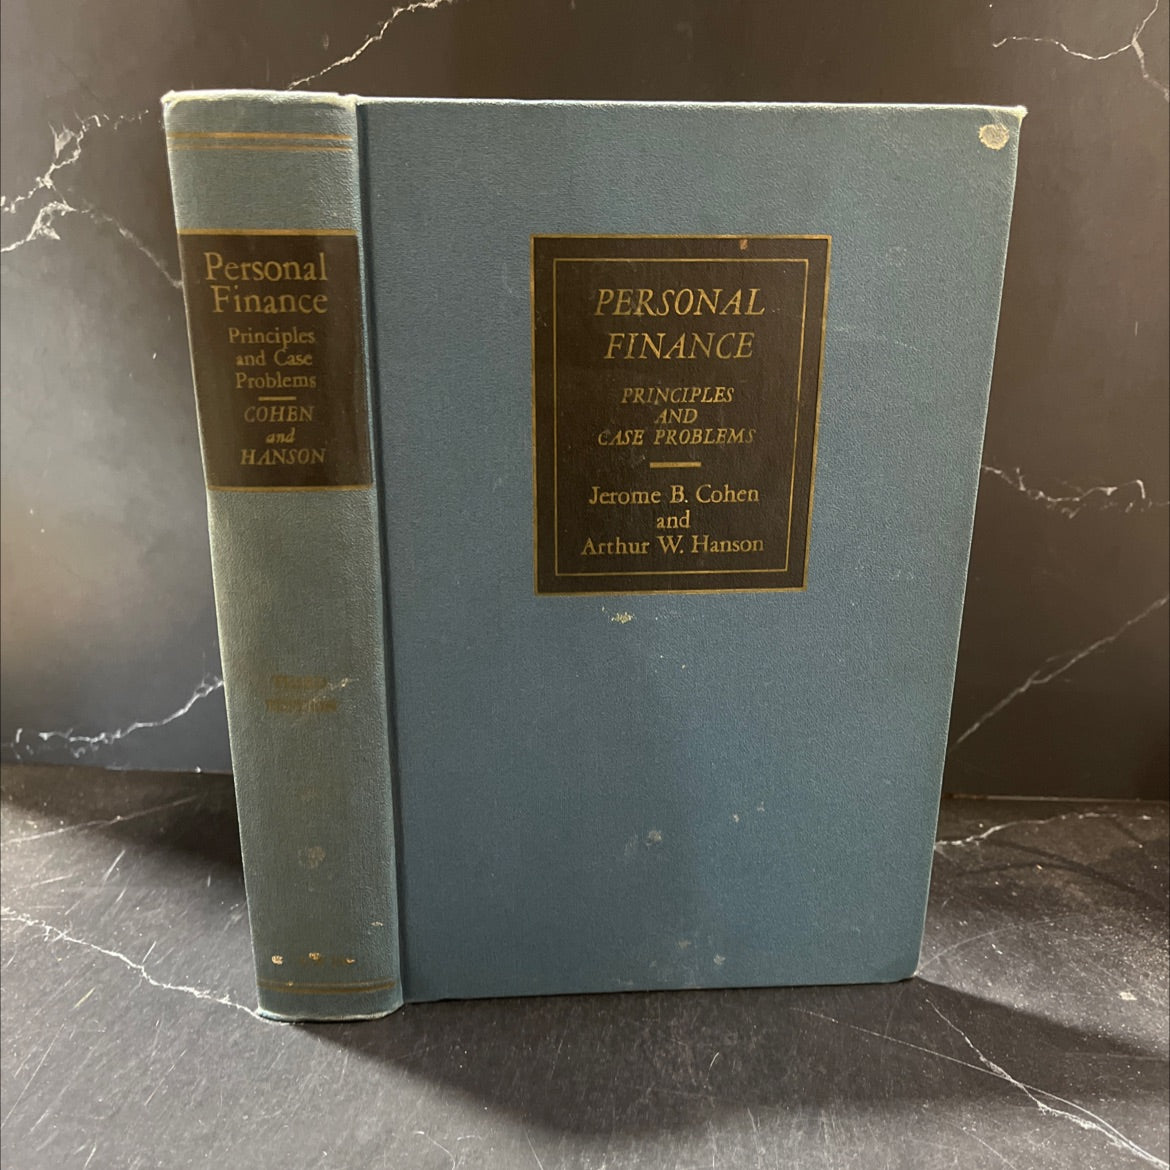 Personal
Finance
Principles
and Case
Problems
COHEN
and
HANSON
EDITION
PERSONAL
FINANCE
PRINCIPLES
AND
CASE PROBLEMS
Jerome B. Cohen
and
Arthur W. Hanson